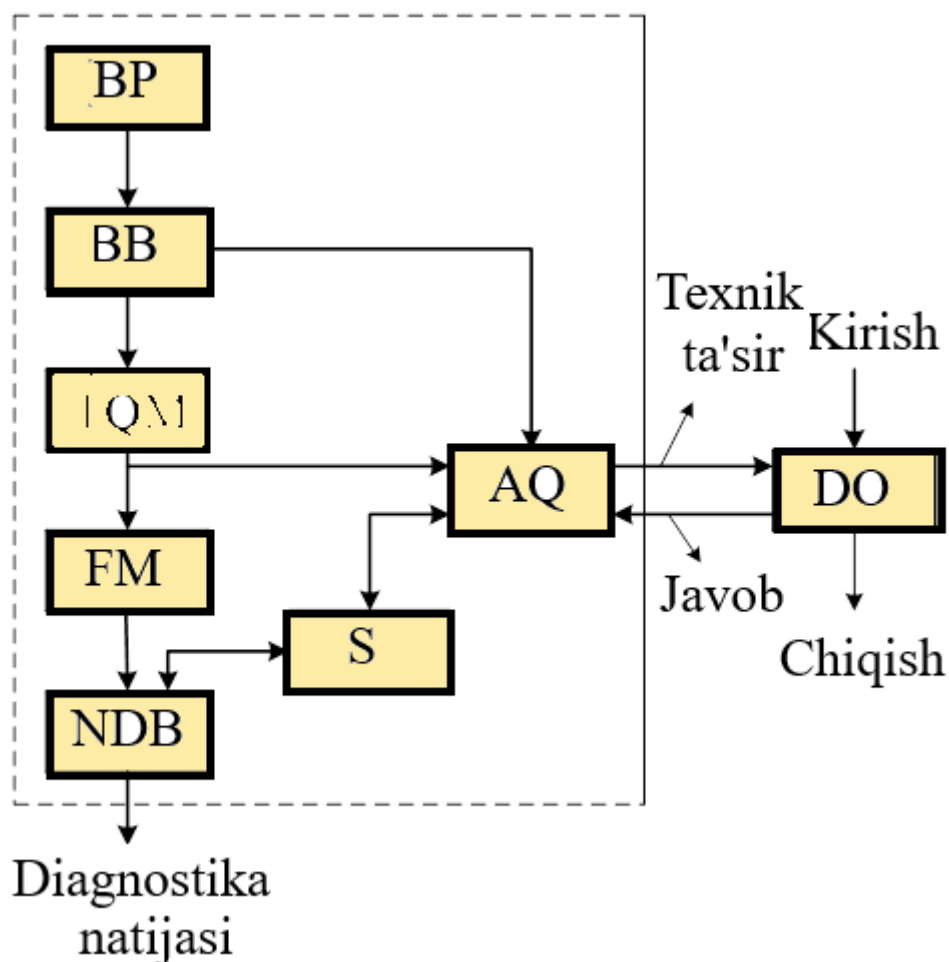 BP
BB
AQ
DO
FM
S
NDB
Texnik
ta'sir
Kirish
Javob
Chiqish
Diagnostika
natijasi